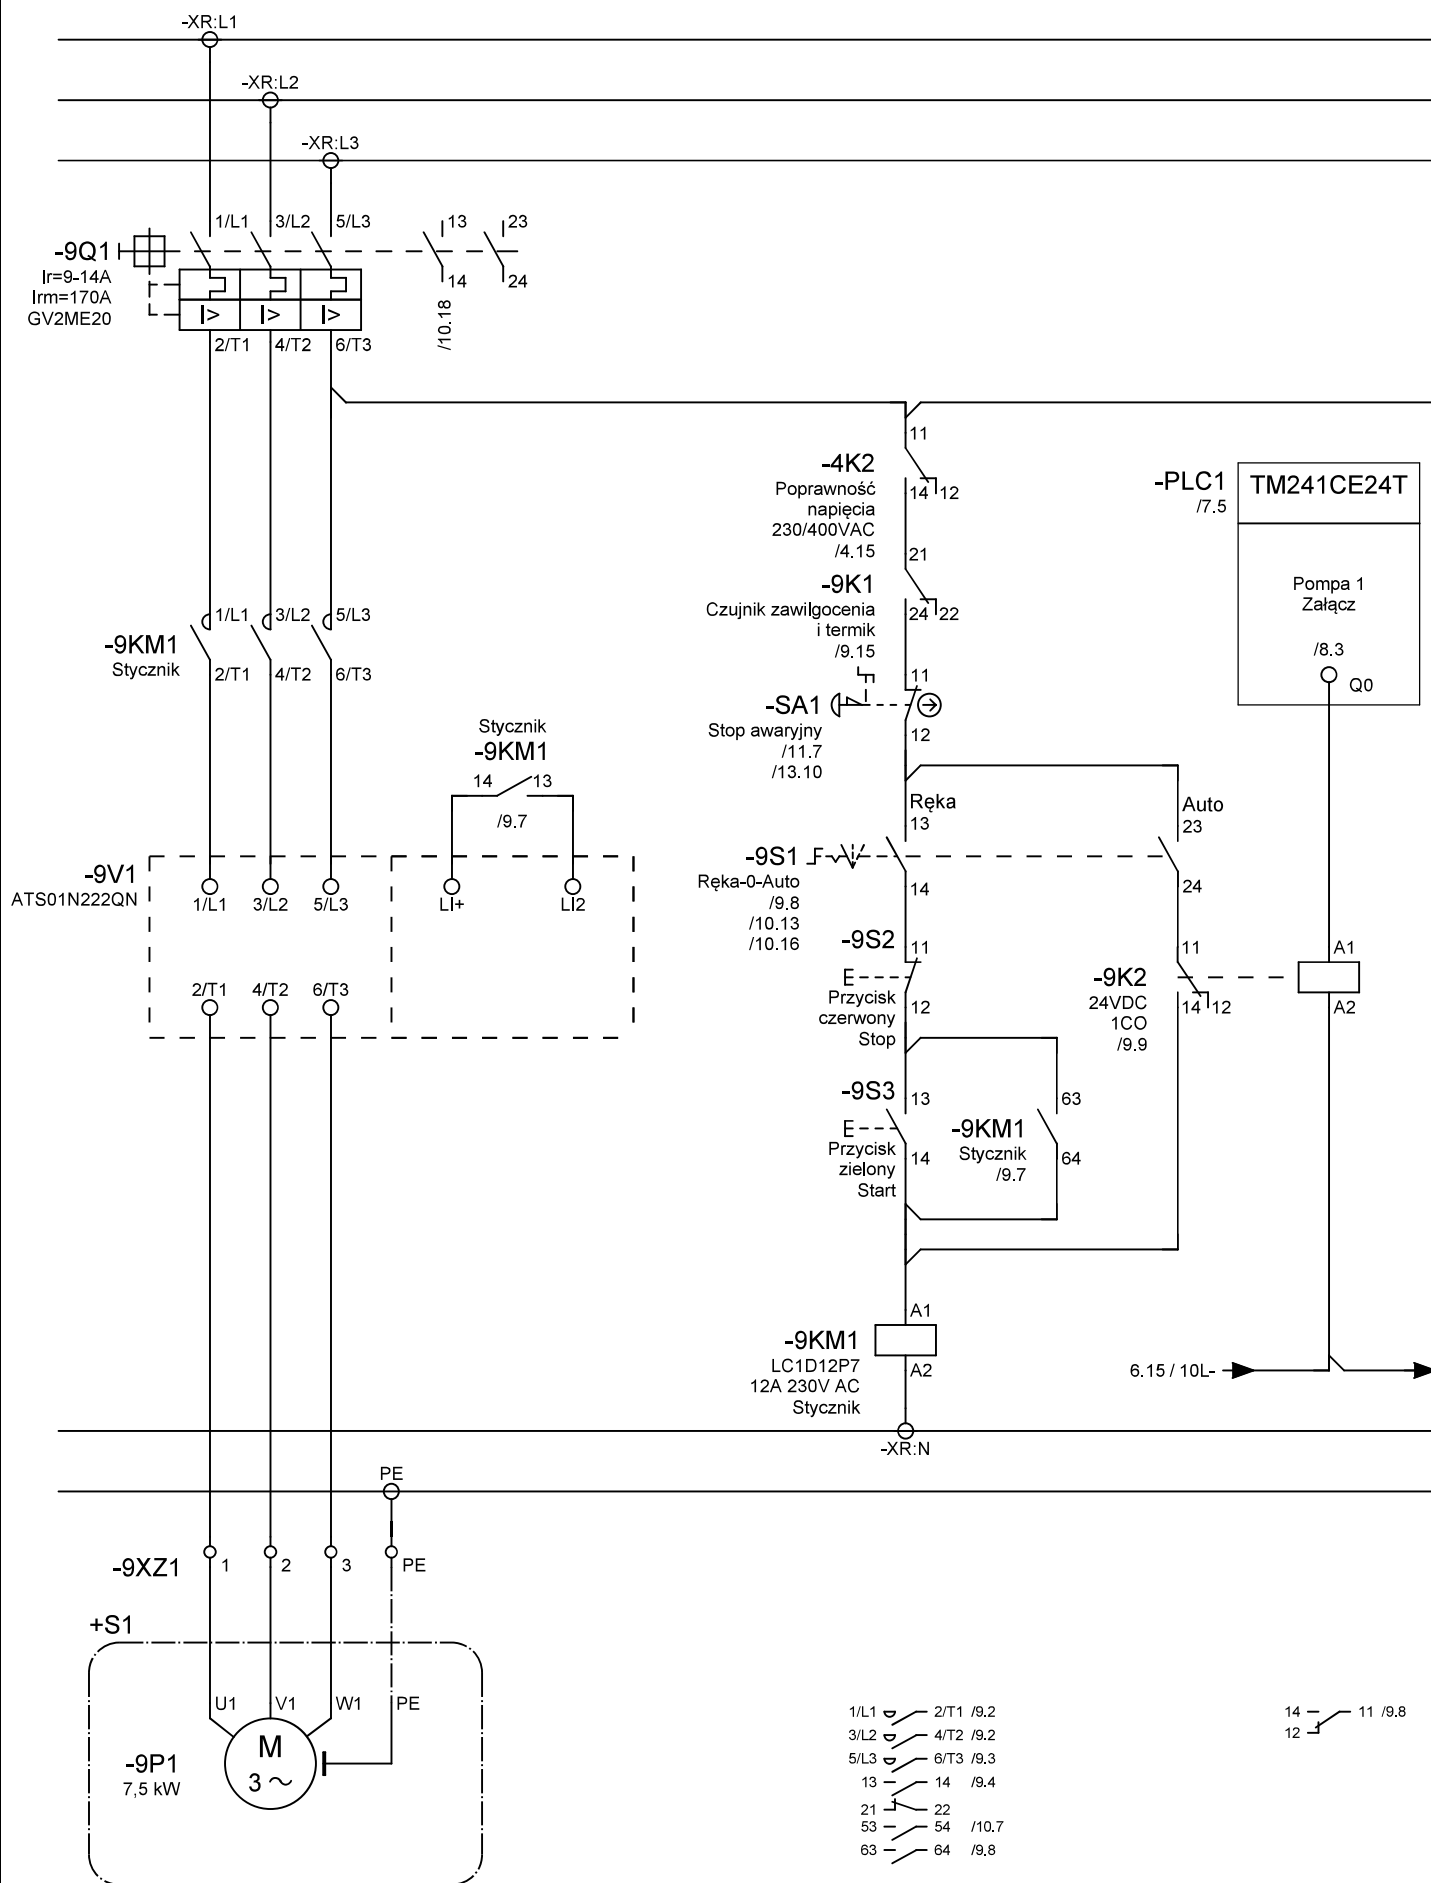 -XR:L1
-XR:L2
-XR:L3
1/L1 3/L2 5/L3 13 23
-9Q1
Ir=9-14A
Irm=170A
GV2ME20
I> I> I>
14 24
2/T1 4/T2 6/T3
/10.18
11
-4K2
Poprawność
napięcia
230/400VAC
/4.15
14 12
-PLC1
/7.5
TM241CE24T
Pompa 1
Załącz
/8.3
Q0
21
-9K1
Czujnik zawilgocenia
i termik
/9.15
24 22
1/L1 3/L2 5/L3
-9KM1
Stycznik
2/T1 4/T2 6/T3
11
-SA1
Stop awaryjny
/11.7
/13.10
12
Stycznik
-9KM1
14 13
/9.7
Ręka
13
Auto
23
-9V1
ATS01N222QN
1/L1 3/L2 5/L3 LI+ LI2
-9S1
Ręka-0-Auto
/9.8
/10.13
/10.16
14
24
2/T1 4/T2 6/T3
-9S2
11
E
Przycisk
czerwony
Stop
12
11
-9K2
24VDC
1CO
/9.9
14 12
A1
A2
-9S3
13
E
Przycisk
zielony
Start
14
63
-9KM1
Stycznik
/9.7
64
A1
-9KM1
LC1D12P7
12A 230V AC
Stycznik
A2
6.15 / 10L-
-XR:N
PE
-9XZ1
1 2 3 PE
+S1
U1 V1 W1 PE
-9P1
7,5 kW
M
3 ~
1/L1 2/T1 /9.2
3/L2 4/T2 /9.2
5/L3 6/T3 /9.3
13 14 /9.4
21 22
53 54 /10.7
63 64 /9.8
14 11 /9.8
12